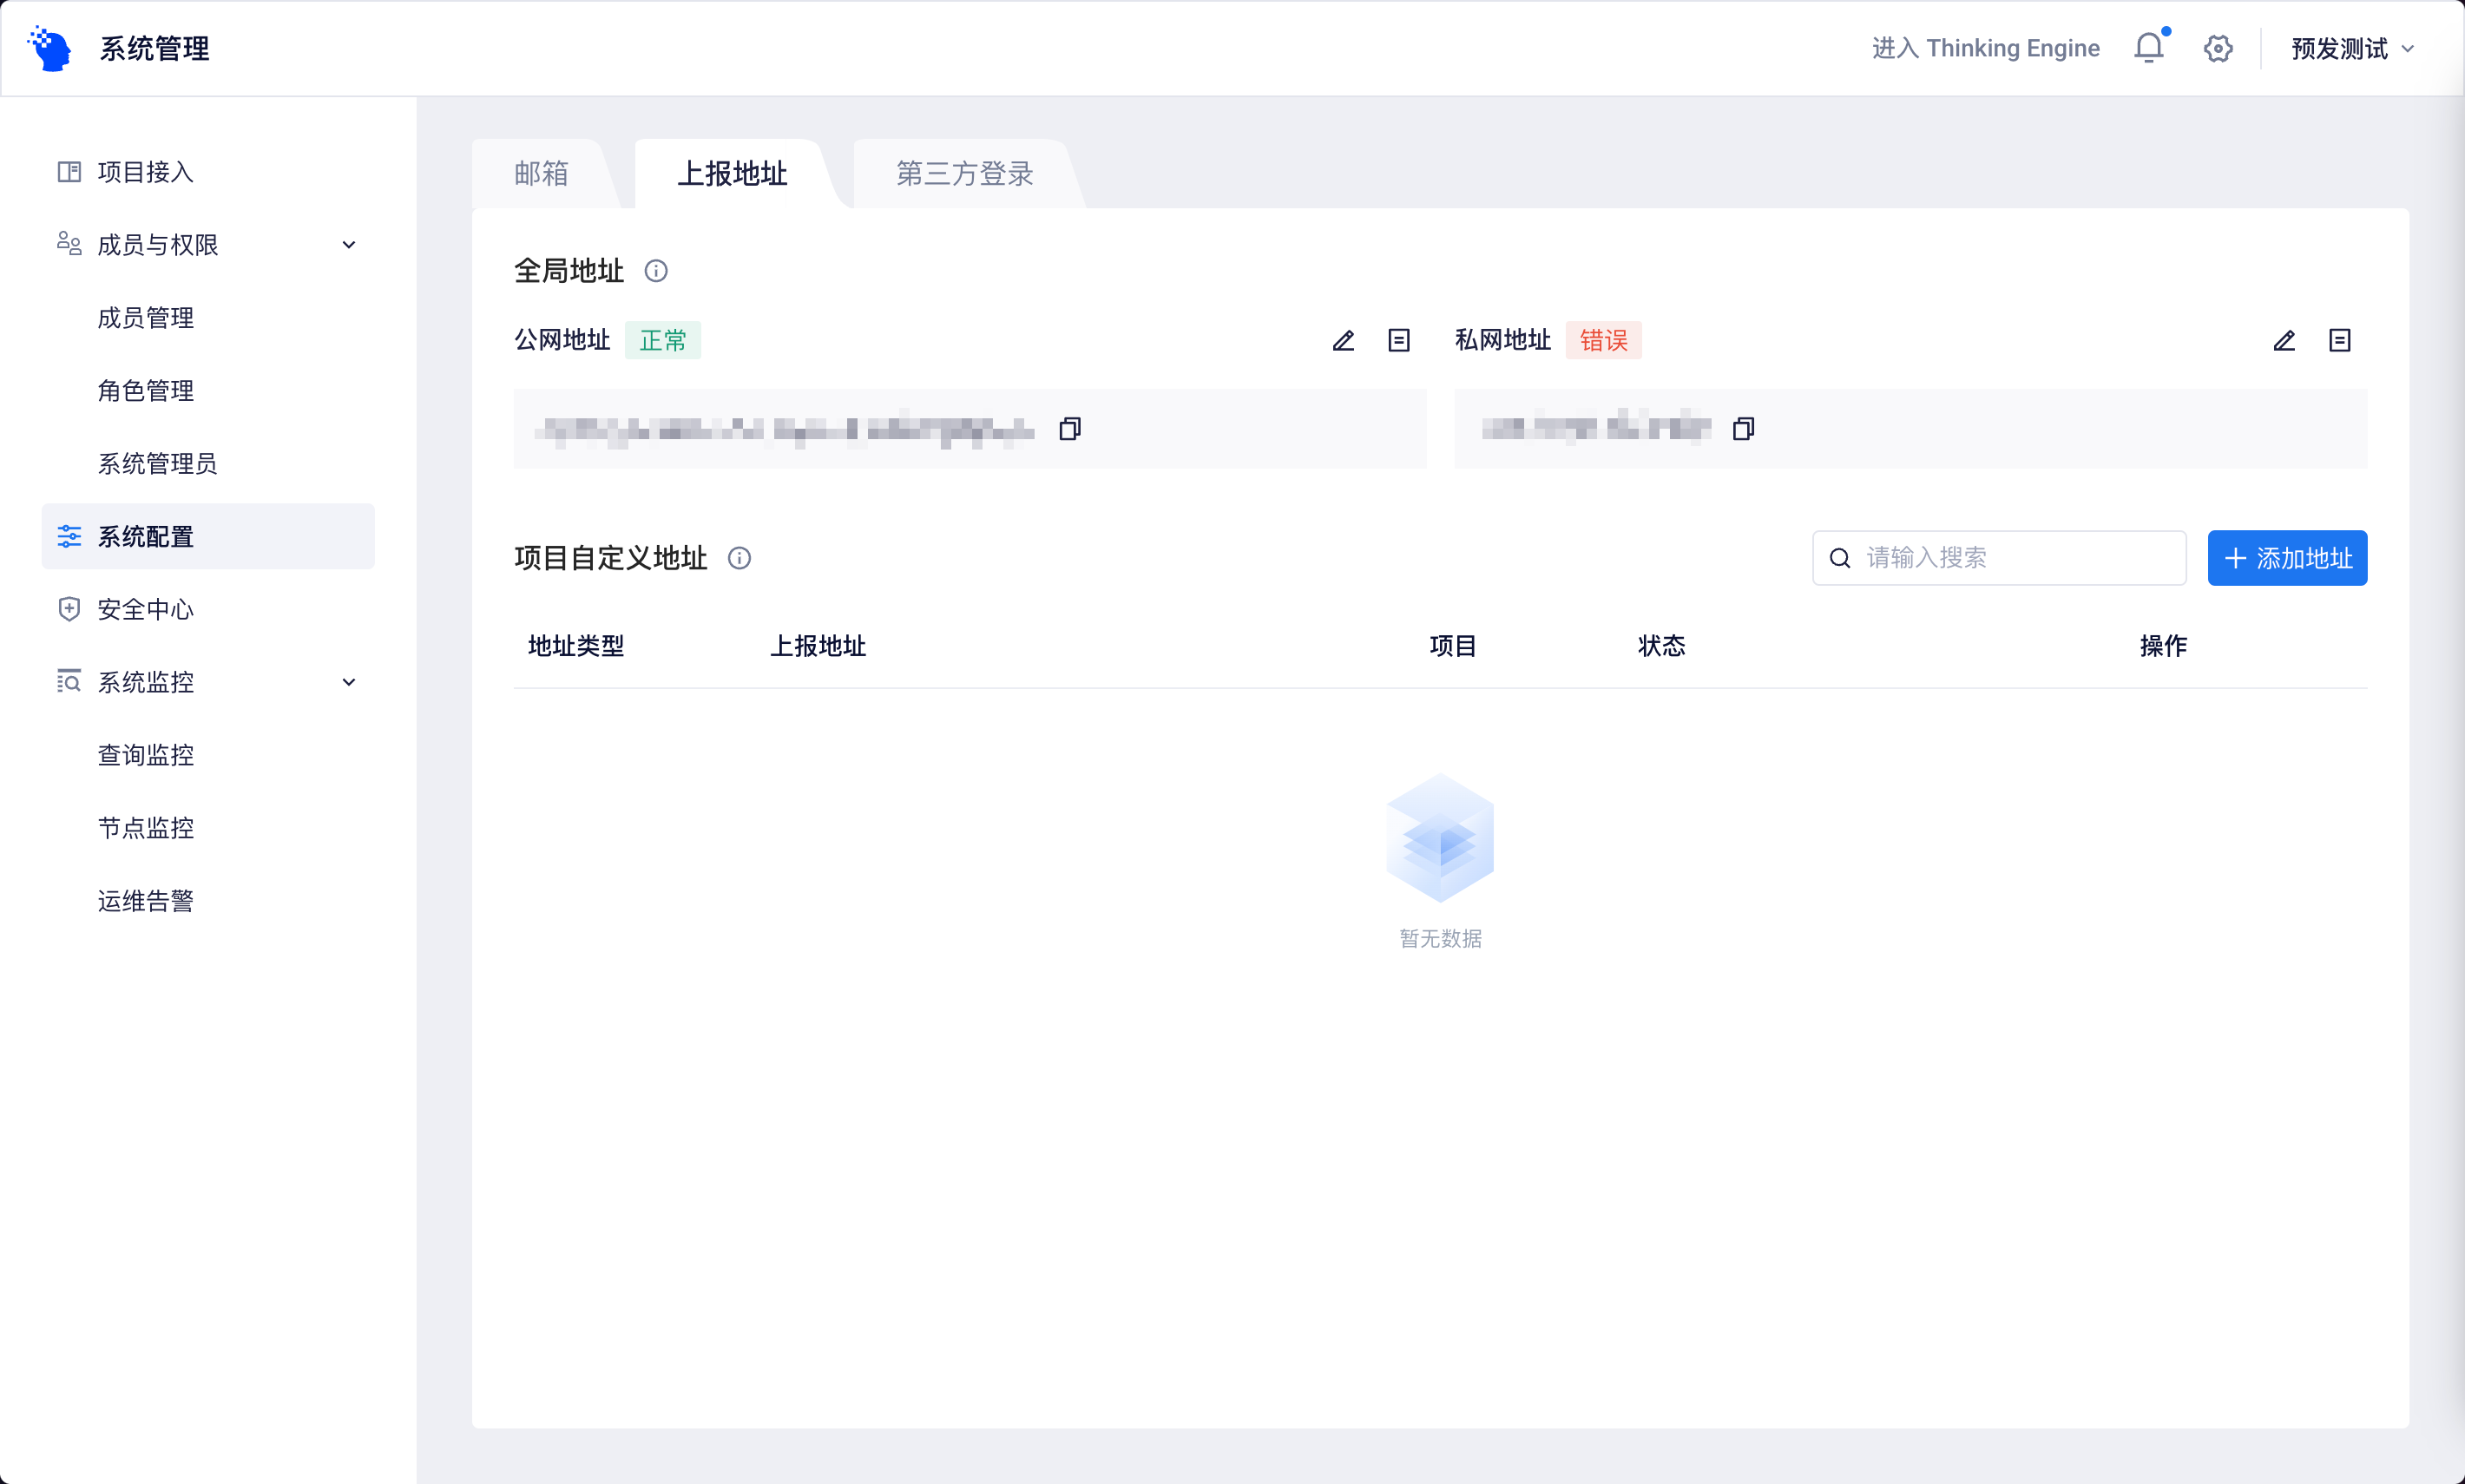 系统管理
进入 Thinking Engine
预发测试
项目接入
成员与权限
成员管理
角色管理
系统管理员
系统配置
安全中心
系统监控
查询监控
节点监控
运维告警
邮箱
上报地址
第三方登录
全局地址
公网地址 正常
私网地址 错误
项目自定义地址
请输入搜索
添加地址
地址类型 上报地址 项目 状态 操作
暂无数据